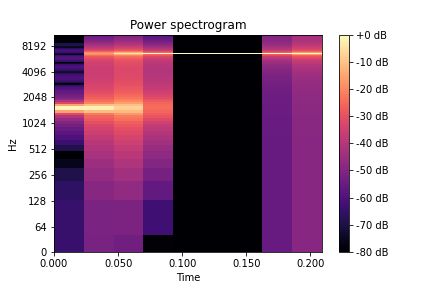 Power spectrogram
8192
4096
2048
1024
512
256
128
64
0
Hz
0.000 0.050 0.100 0.150 0.200
Time
+0 dB
-10 dB
-20 dB
-30 dB
-40 dB
-50 dB
-60 dB
-70 dB
-80 dB